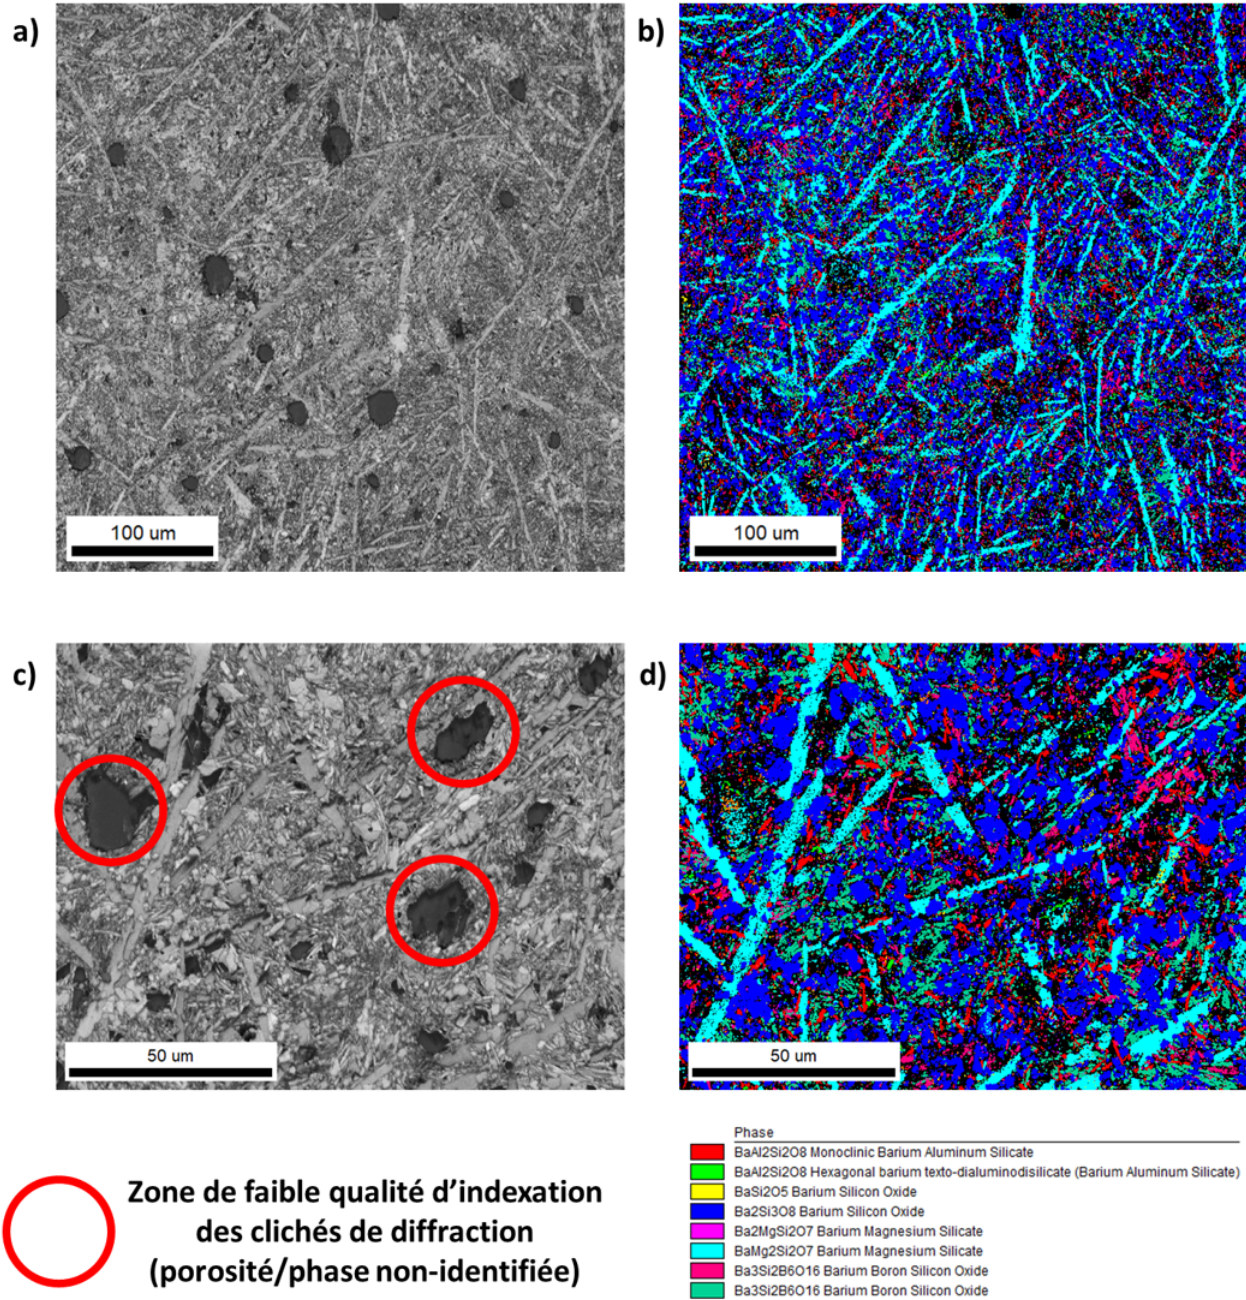 a)
b)
100 um
100 um
c)
d)
50 um
50 um
Zone de faible qualité d’indexation
des clichés de diffraction
(porosité/phase non-identifiée)
Phase
BaAl2Si2O8 Monoclinic Barium Aluminum Silicate
BaAl2Si2O8 Hexagonal barium texto-dialuminodisilicate (Barium Aluminum Silicate)
BaSi2O5 Barium Silicon Oxide
Ba2Si3O8 Barium Silicon Oxide
Ba2MgSi2O7 Barium Magnesium Silicate
BaMg2Si2O7 Barium Magnesium Silicate
Ba3Si2B6O16 Barium Boron Silicon Oxide
Ba3Si2B6O16 Barium Boron Silicon Oxide